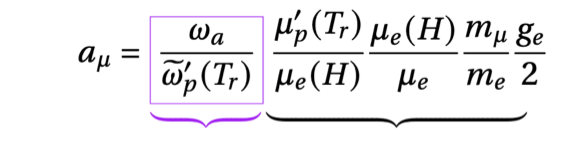 a_μ = ω_a / ω̃′_p(T_r) μ′_p(T_r) / μ_e(H) μ_e(H) / μ_e m_μ / m_e g_e / 2